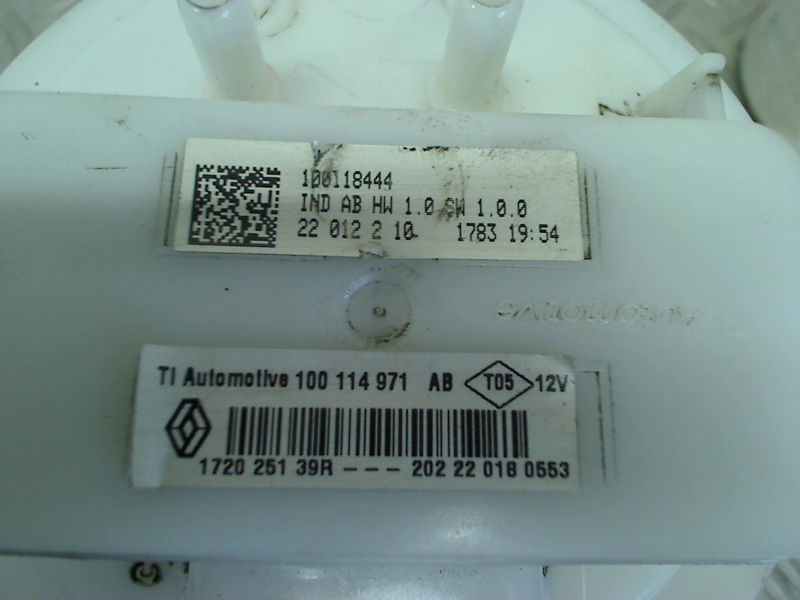 100118444
IND AB HW 1.0 SW 1.0.0
22 012 2 10 1783 19:54
TI Automotive 100 114 971 AB T05 12V
1720 251 39R --- 202 22 018 0553